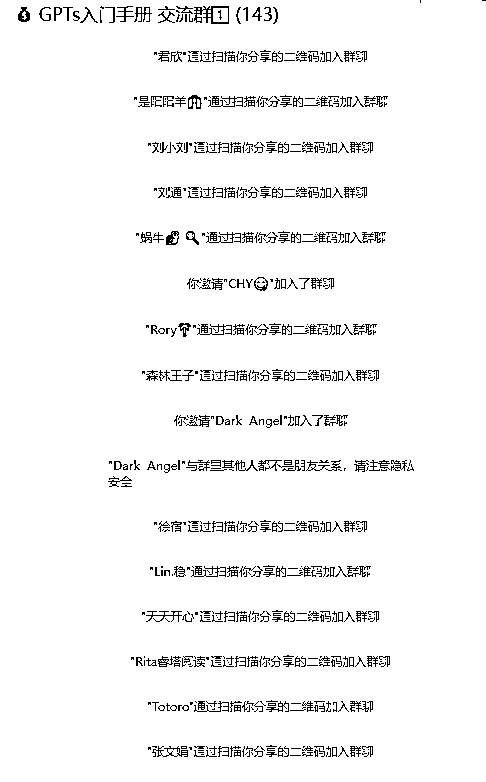 💰 GPTs入门手册 交流群1️⃣ (143)
"君欣"通过扫描你分享的二维码加入群聊
"是陌陌羊"通过扫描你分享的二维码加入群聊
"刘小刘"通过扫描你分享的二维码加入群聊
"刘通"通过扫描你分享的二维码加入群聊
"蜗牛🐌 🔍"通过扫描你分享的二维码加入群聊
你邀请"CHY😋"加入了群聊
"Rory🌴"通过扫描你分享的二维码加入群聊
"森林王子"通过扫描你分享的二维码加入群聊
你邀请"Dark Angel"加入了群聊
"Dark Angel"与群里其他人都不是朋友关系，请注意隐私
安全
"徐宿"通过扫描你分享的二维码加入群聊
"Lin.稳"通过扫描你分享的二维码加入群聊
"天天开心"通过扫描你分享的二维码加入群聊
"Rita睿塔阅读"通过扫描你分享的二维码加入群聊
"Totoro"通过扫描你分享的二维码加入群聊
"张文娟"通过扫描你分享的二维码加入群聊